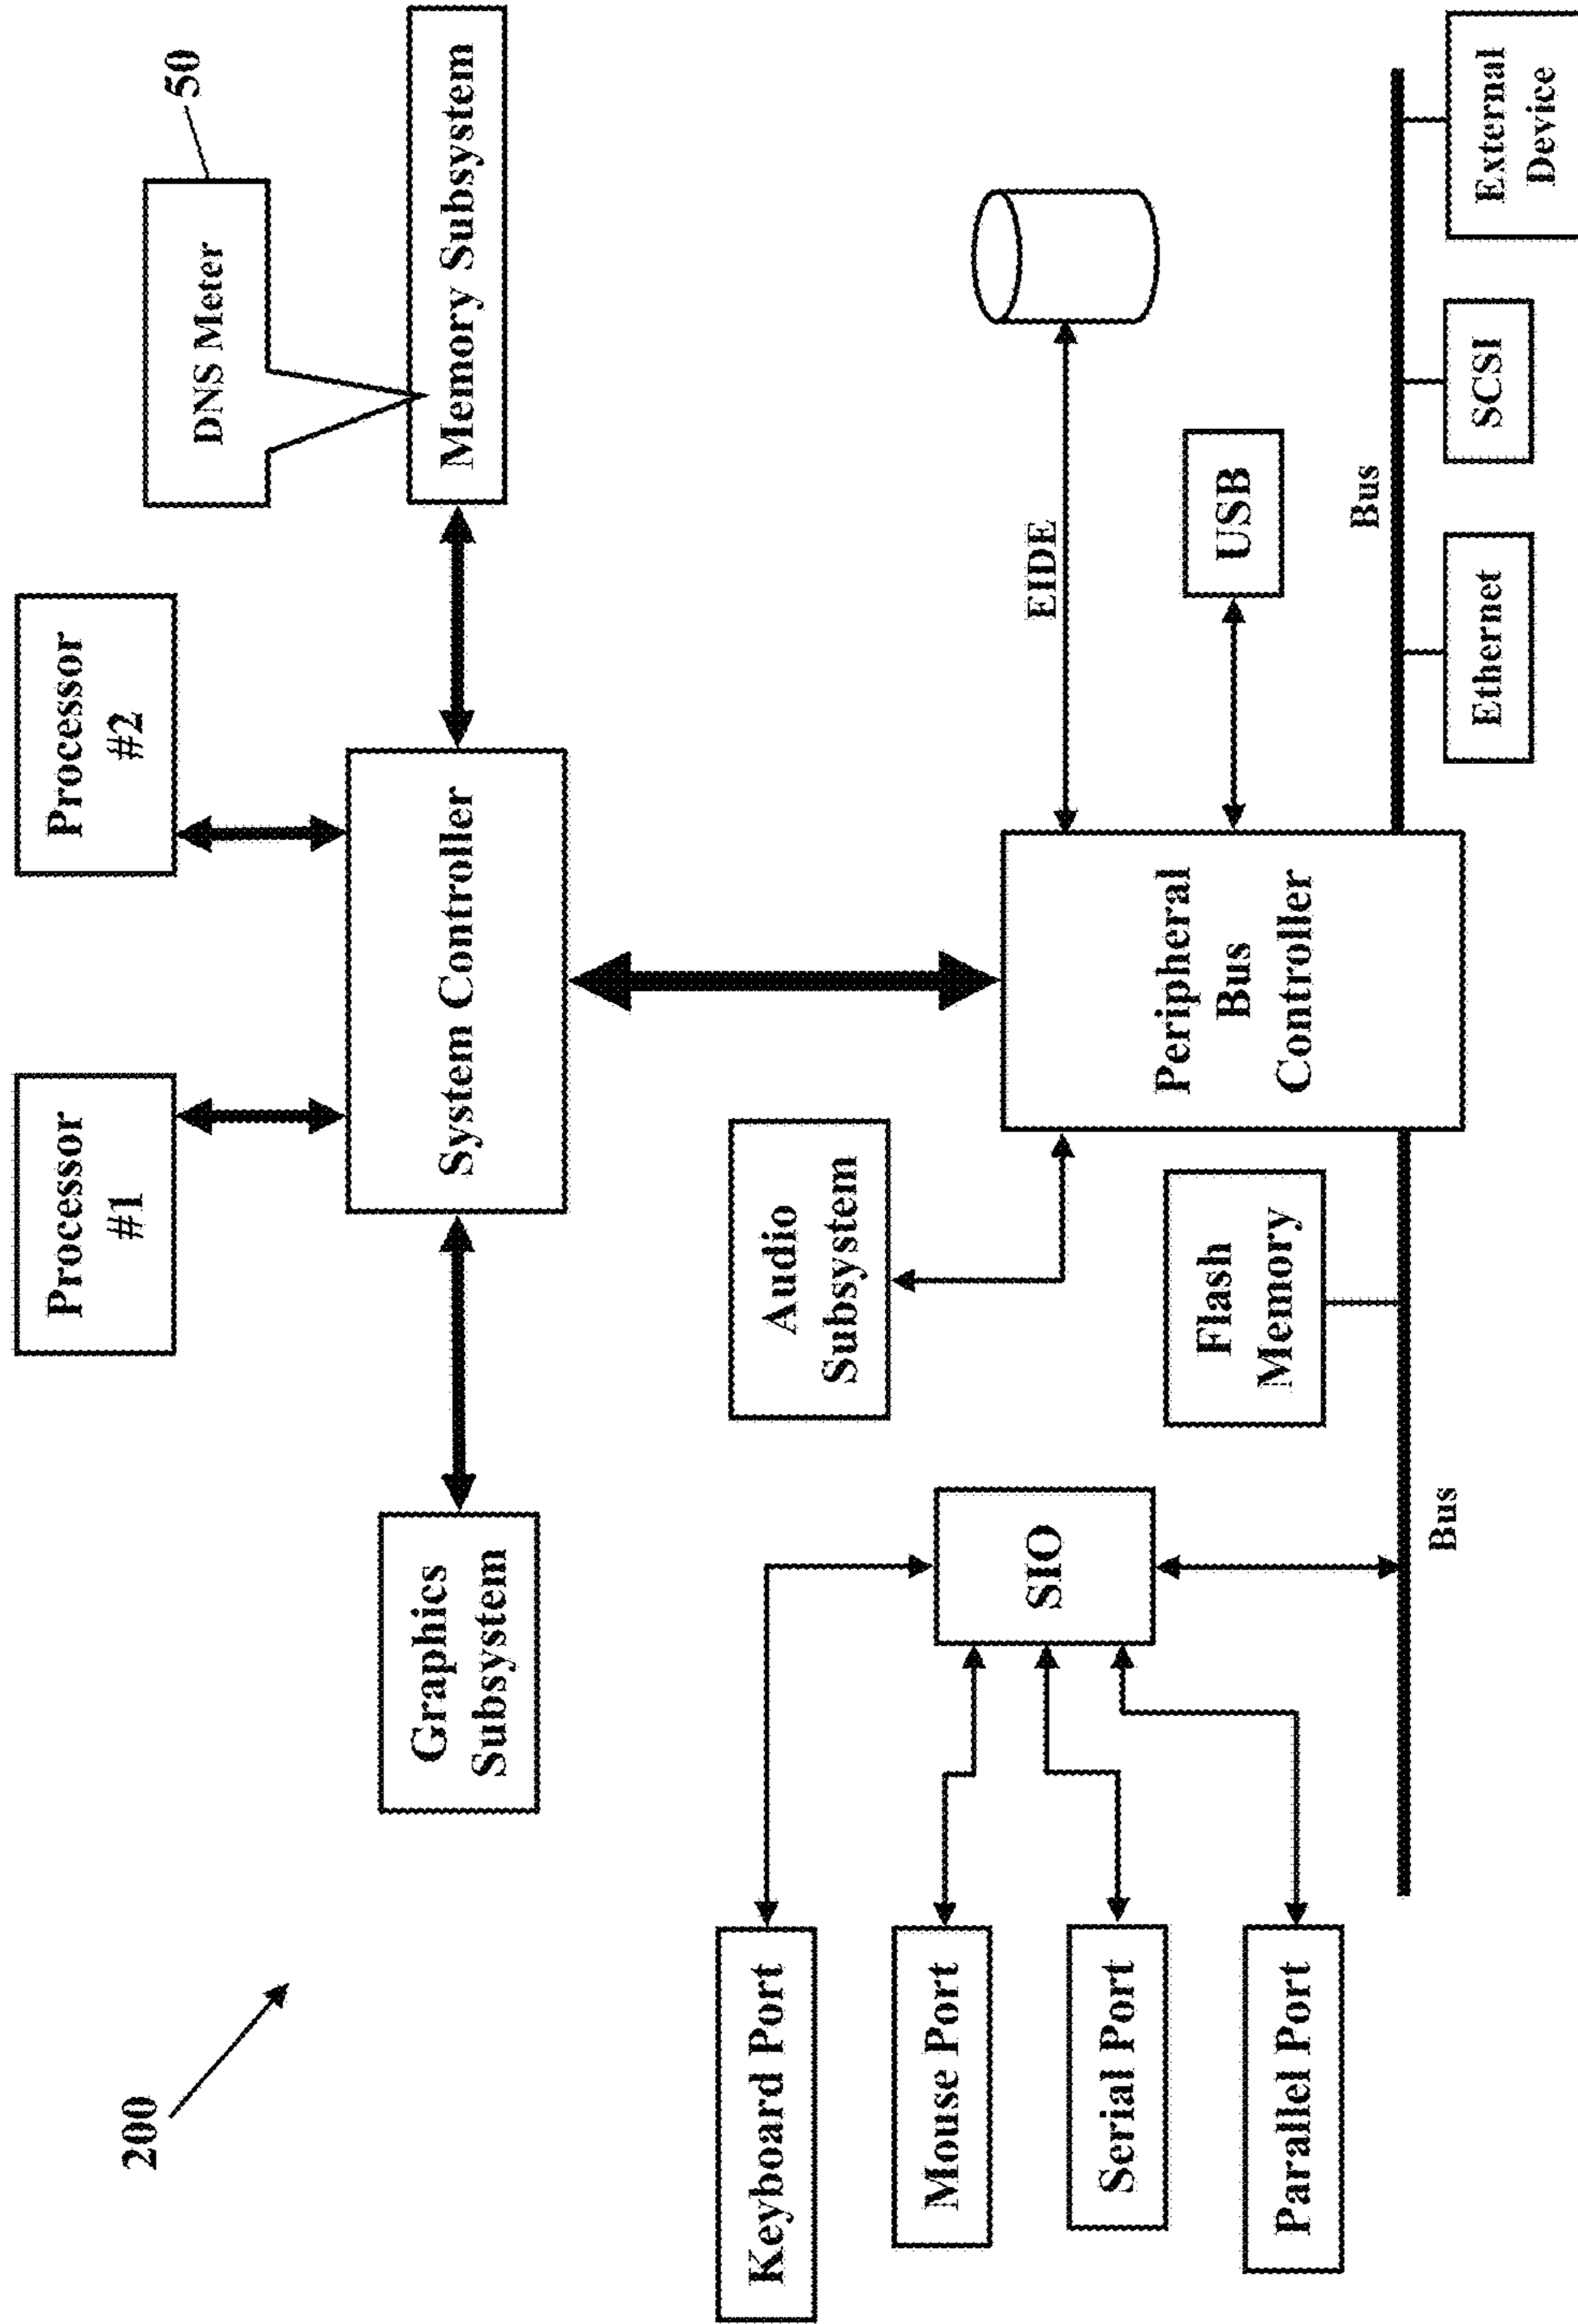 200
50
DNS Meter
Processor
#1
Processor
#2
Graphics
Subsystem
System Controller
Memory Subsystem
Keyboard Port
Mouse Port
Serial Port
Parallel Port
SIO
Audio
Subsystem
Flash
Memory
Peripheral
Bus
Controller
EIDE
USB
Bus
Bus
Ethernet
SCSI
External
Device